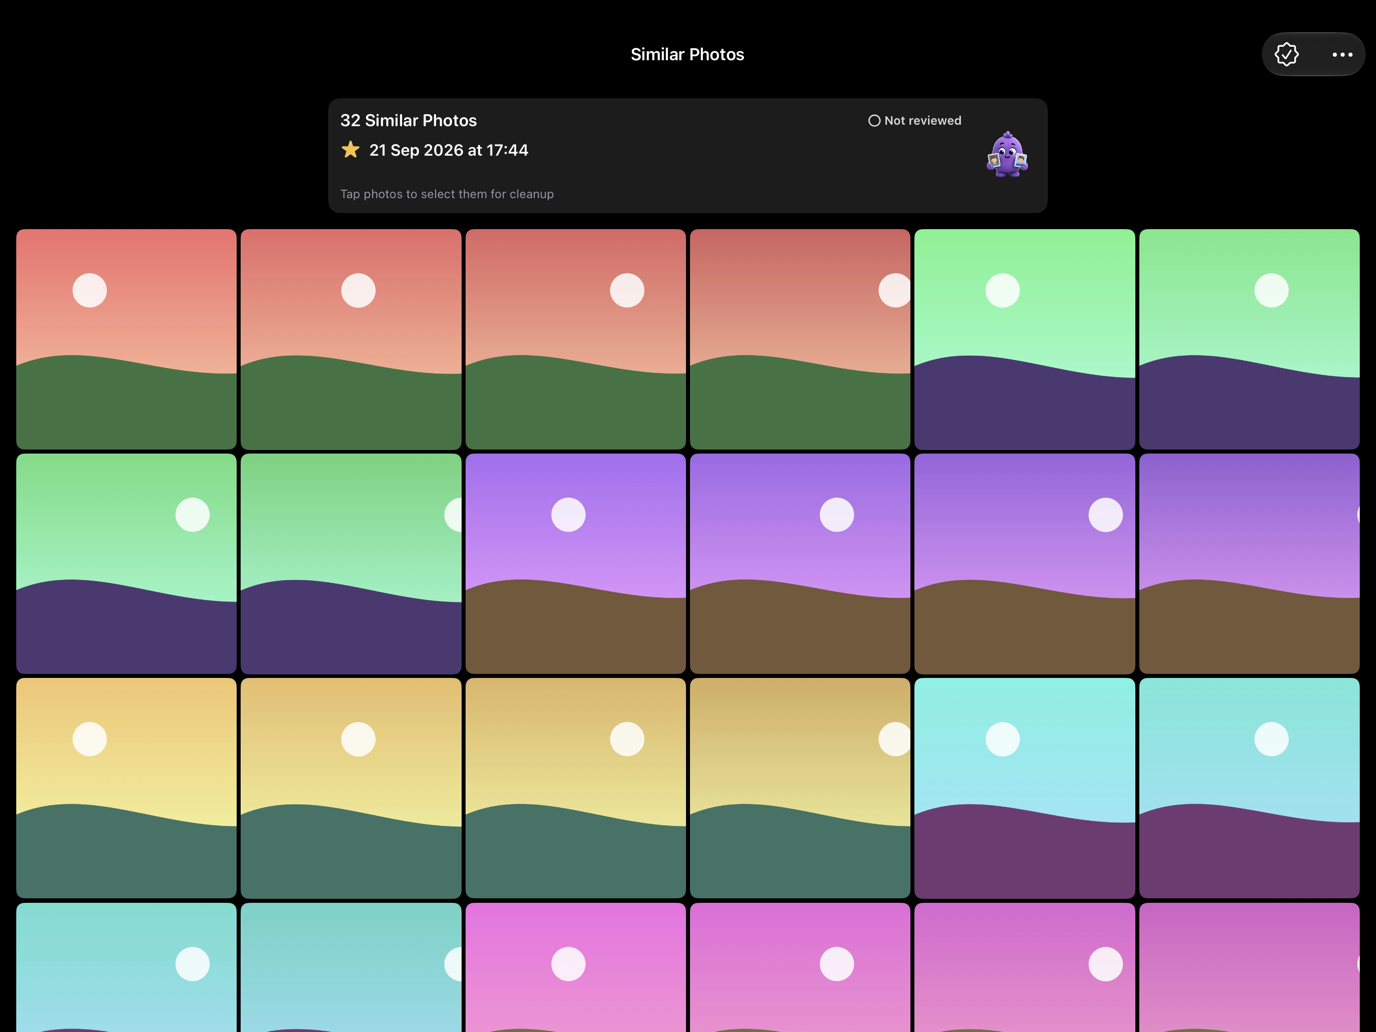 Similar Photos
32 Similar Photos
Not reviewed
21 Sep 2026 at 17:44
Tap photos to select them for cleanup